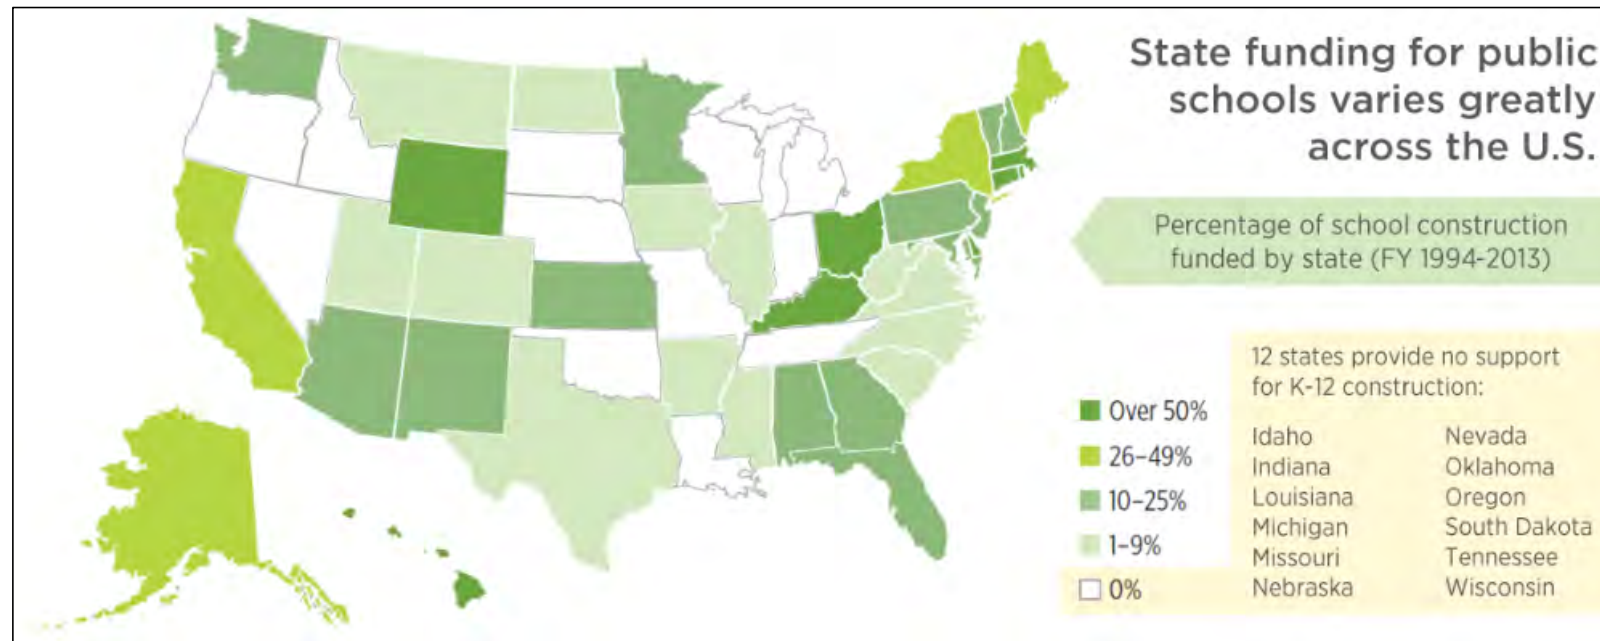 State funding for public
schools varies greatly
across the U.S.
Percentage of school construction
funded by state (FY 1994-2013)
12 states provide no support
for K-12 construction:
Over 50%
26–49%
10–25%
1–9%
0%
Idaho
Indiana
Louisiana
Michigan
Missouri
Nebraska
Nevada
Oklahoma
Oregon
South Dakota
Tennessee
Wisconsin